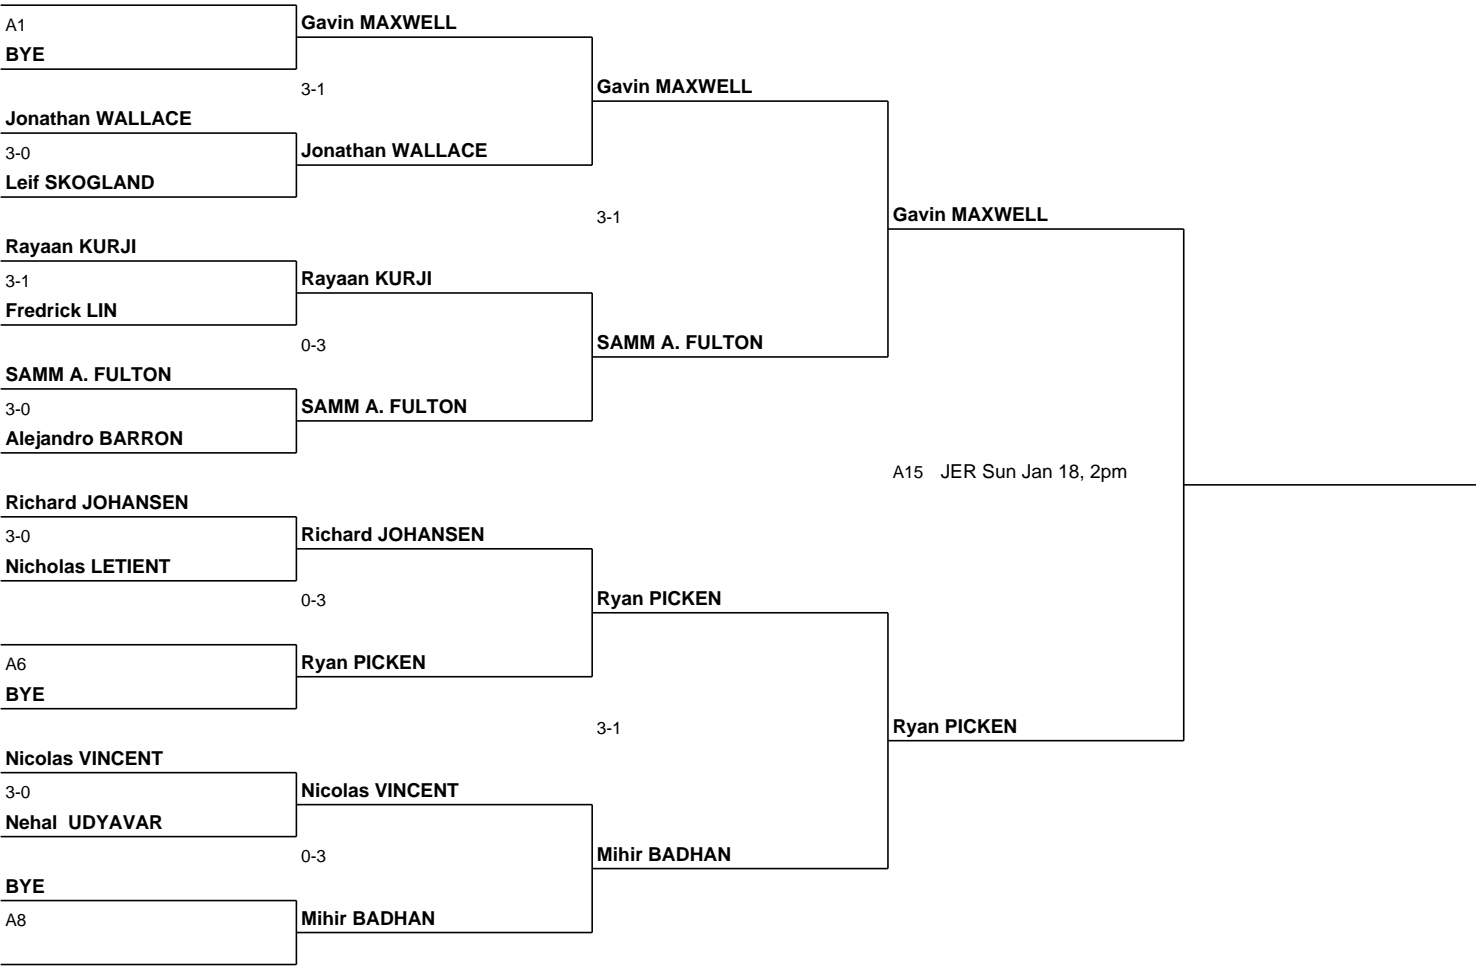 A1
BYE
Jonathan WALLACE
3-0
Leif SKOGLAND
Rayaan KURJI
3-1
Fredrick LIN
SAMM A. FULTON
3-0
Alejandro BARRON
Richard JOHANSEN
3-0
Nicholas LETIENT
A6
BYE
Nicolas VINCENT
3-0
Nehal  UDYAVAR
BYE
A8
Gavin MAXWELL
3-1
Jonathan WALLACE
Rayaan KURJI
0-3
SAMM A. FULTON
Richard JOHANSEN
0-3
Ryan PICKEN
Nicolas VINCENT
0-3
Mihir BADHAN
Gavin MAXWELL
3-1
SAMM A. FULTON
Ryan PICKEN
3-1
Mihir BADHAN
Gavin MAXWELL
A15 JER Sun Jan 18, 2pm
Ryan PICKEN